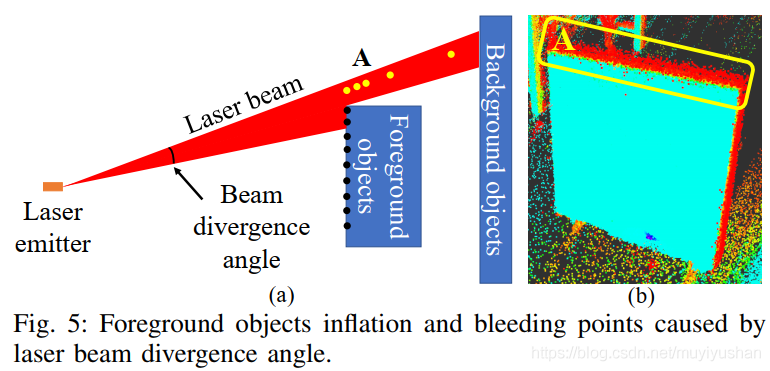 A
Laser beam
Beam
divergence
angle
Laser
emitter
Foreground
objects
Background objects
(a)
A
(b)
Fig. 5: Foreground objects inflation and bleeding points caused by
laser beam divergence angle.
https://blog.csdn.net/muyiyushan